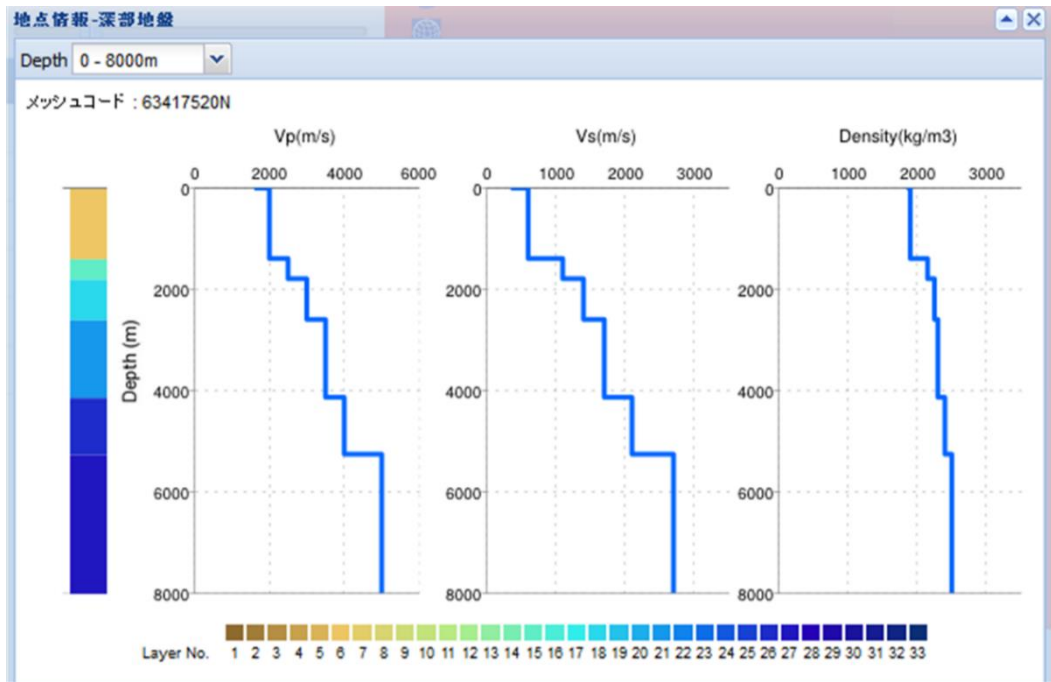 地点情報-深部地盤
Depth 0 - 8000m
メッシュコード : 63417520N
Vp(m/s) Vs(m/s) Density(kg/m3)
0 2000 4000 6000 0 1000 2000 3000 0 1000 2000 3000
0 0 0
2000 2000 2000
Depth (m)
4000 4000 4000
6000 6000 6000
8000 8000 8000
Layer No. 1 2 3 4 5 6 7 8 9 10 11 12 13 14 15 16 17 18 19 20 21 22 23 24 25 26 27 28 29 30 31 32 33